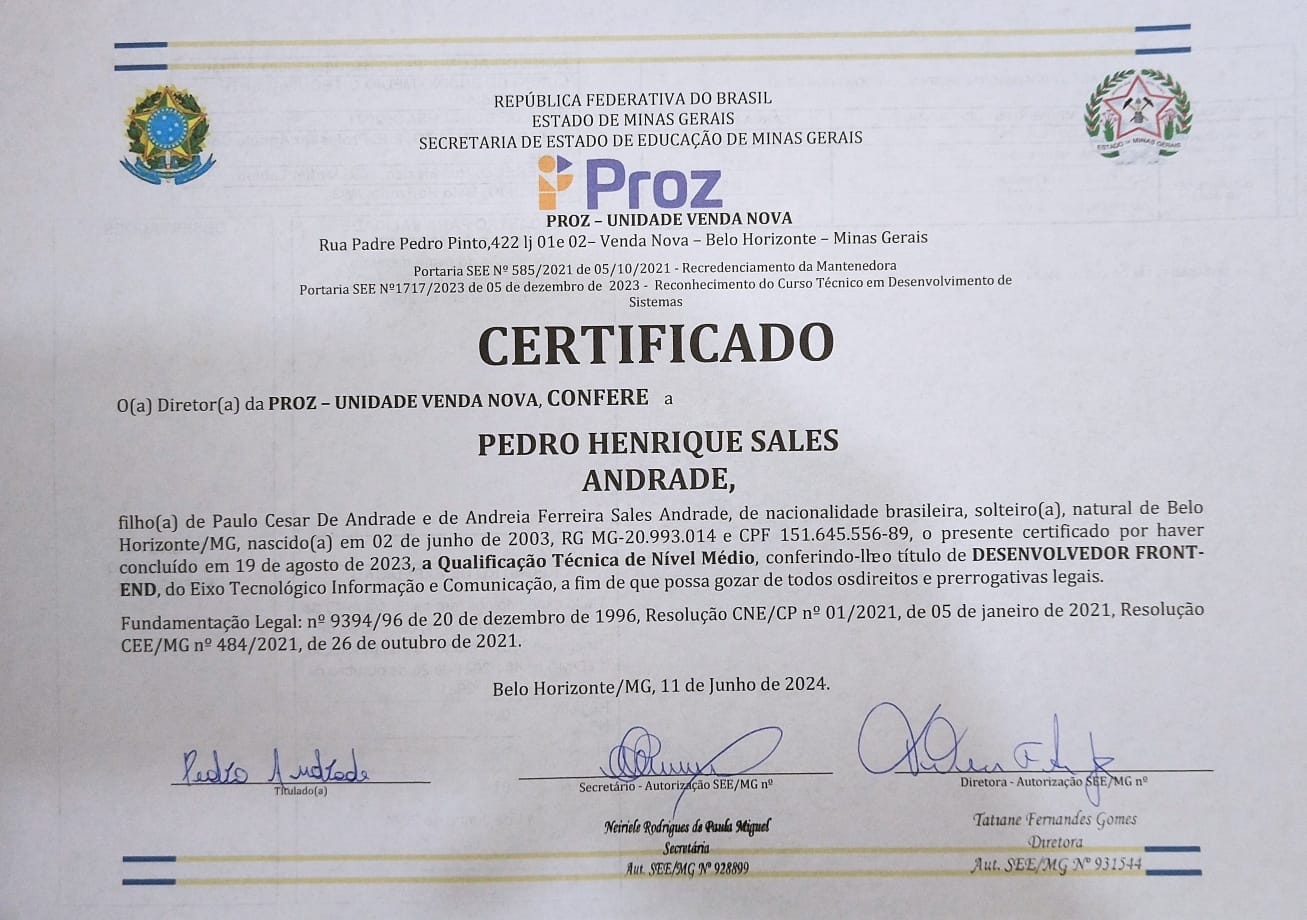 REPÚBLICA FEDERATIVA DO BRASIL
ESTADO DE MINAS GERAIS
SECRETARIA DE ESTADO DE EDUCAÇÃO DE MINAS GERAIS
ESTADO DE MINAS GERAIS
Proz
PROZ – UNIDADE VENDA NOVA
Rua Padre Pedro Pinto,422 lj 01e 02– Venda Nova – Belo Horizonte – Minas Gerais
Portaria SEE Nº 585/2021 de 05/10/2021 - Recredenciamento da Mantenedora
Portaria SEE Nº1717/2023 de 05 de dezembro de 2023 - Reconhecimento do Curso Técnico em Desenvolvimento de
Sistemas
CERTIFICADO
O(a) Diretor(a) da PROZ – UNIDADE VENDA NOVA, CONFERE a
PEDRO HENRIQUE SALES
ANDRADE,
filho(a) de Paulo Cesar De Andrade e de Andreia Ferreira Sales Andrade, de nacionalidade brasileira, solteiro(a), natural de Belo
Horizonte/MG, nascido(a) em 02 de junho de 2003, RG MG-20.993.014 e CPF 151.645.556-89, o presente certificado por haver
concluído em 19 de agosto de 2023, a Qualificação Técnica de Nível Médio, conferindo-lheo título de DESENVOLVEDOR FRONT-
END, do Eixo Tecnológico Informação e Comunicação, a fim de que possa gozar de todos osdireitos e prerrogativas legais.
Fundamentação Legal: nº 9394/96 de 20 de dezembro de 1996, Resolução CNE/CP nº 01/2021, de 05 de janeiro de 2021, Resolução
CEE/MG nº 484/2021, de 26 de outubro de 2021.
Belo Horizonte/MG, 11 de Junho de 2024.
Pedro Andrade
Titulado(a)
Secretário - Autorização SEE/MG nº
Diretora - Autorização SEE/MG nº
Neiriele Rodrigues de Paula Miguel
Secretária
Aut. SEE/MG Nº 928899
Tatiane Fernandes Gomes
Diretora
Aut. SEE/MG Nº 931544